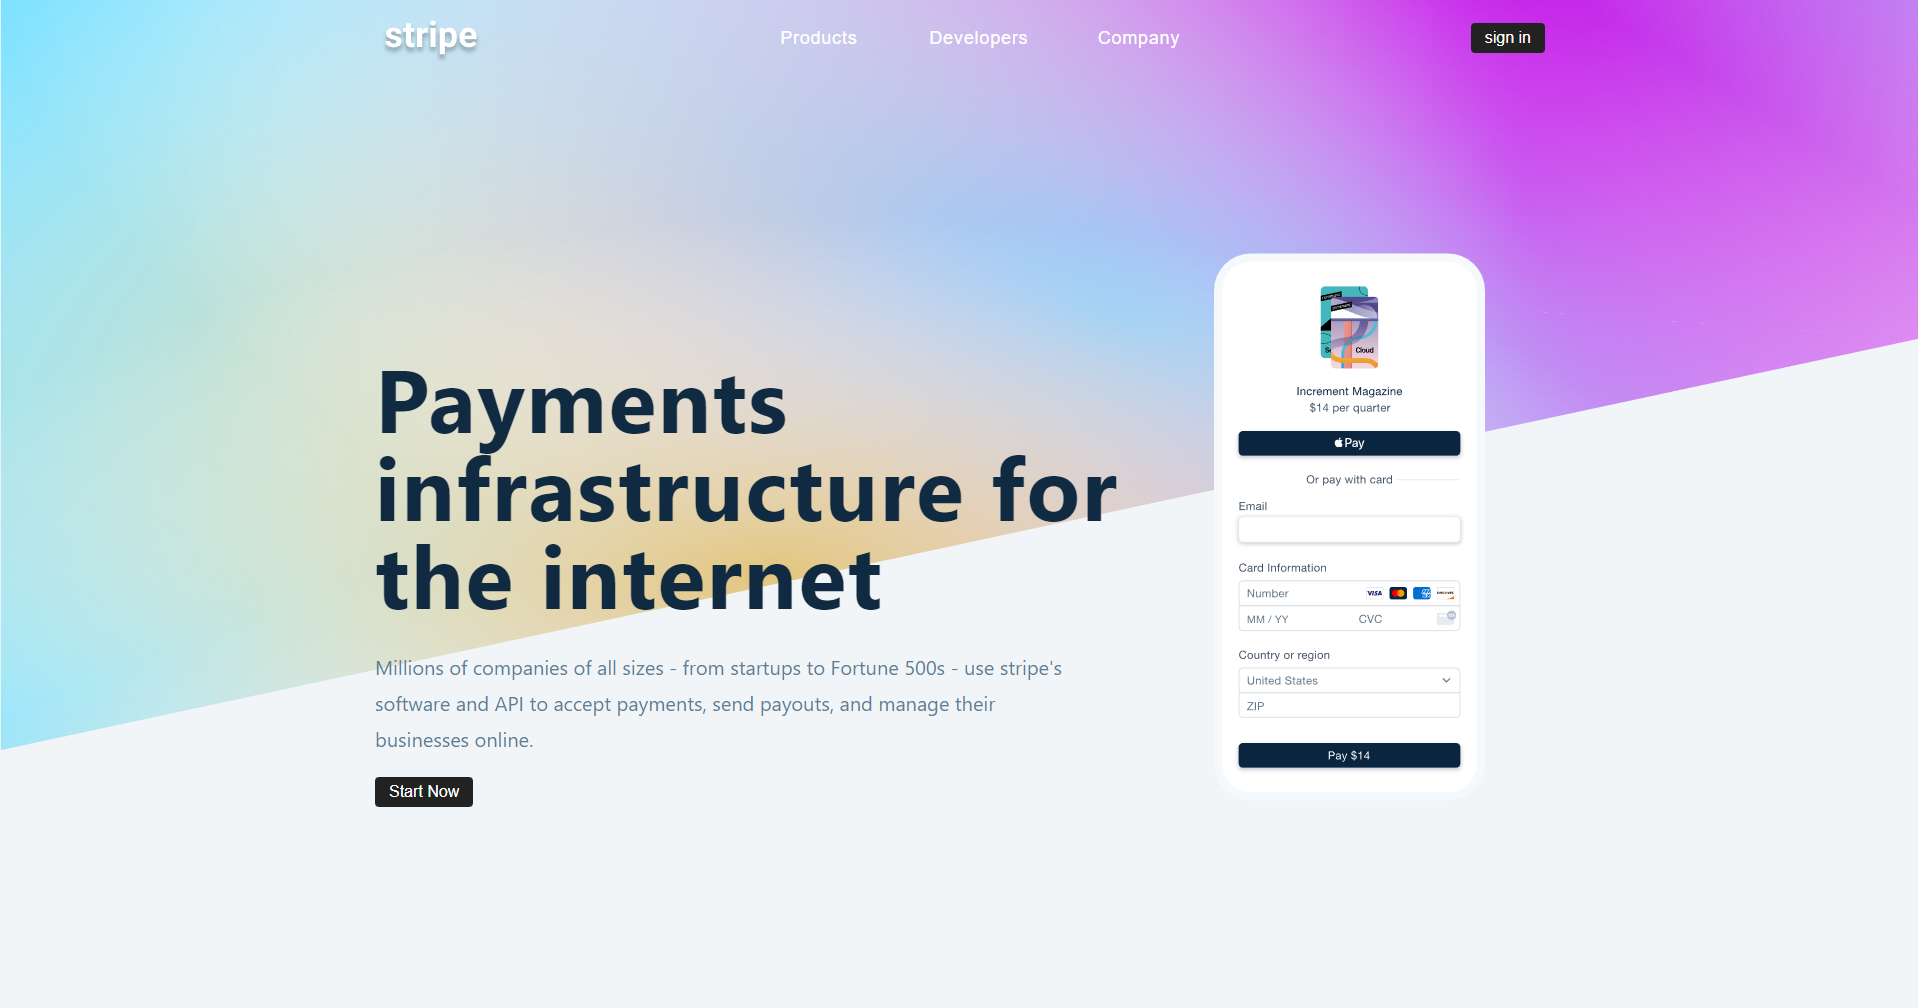 stripe
Products
Developers
Company
sign in
Payments
infrastructure for
the internet
Millions of companies of all sizes - from startups to Fortune 500s - use stripe's
software and API to accept payments, send payouts, and manage their
businesses online.
Start Now
Cloud
Increment Magazine
$14 per quarter
Pay
Or pay with card
Email
Card Information
Number
VISA
DISCOVER
MM / YY
CVC
Country or region
United States
ZIP
Pay $14